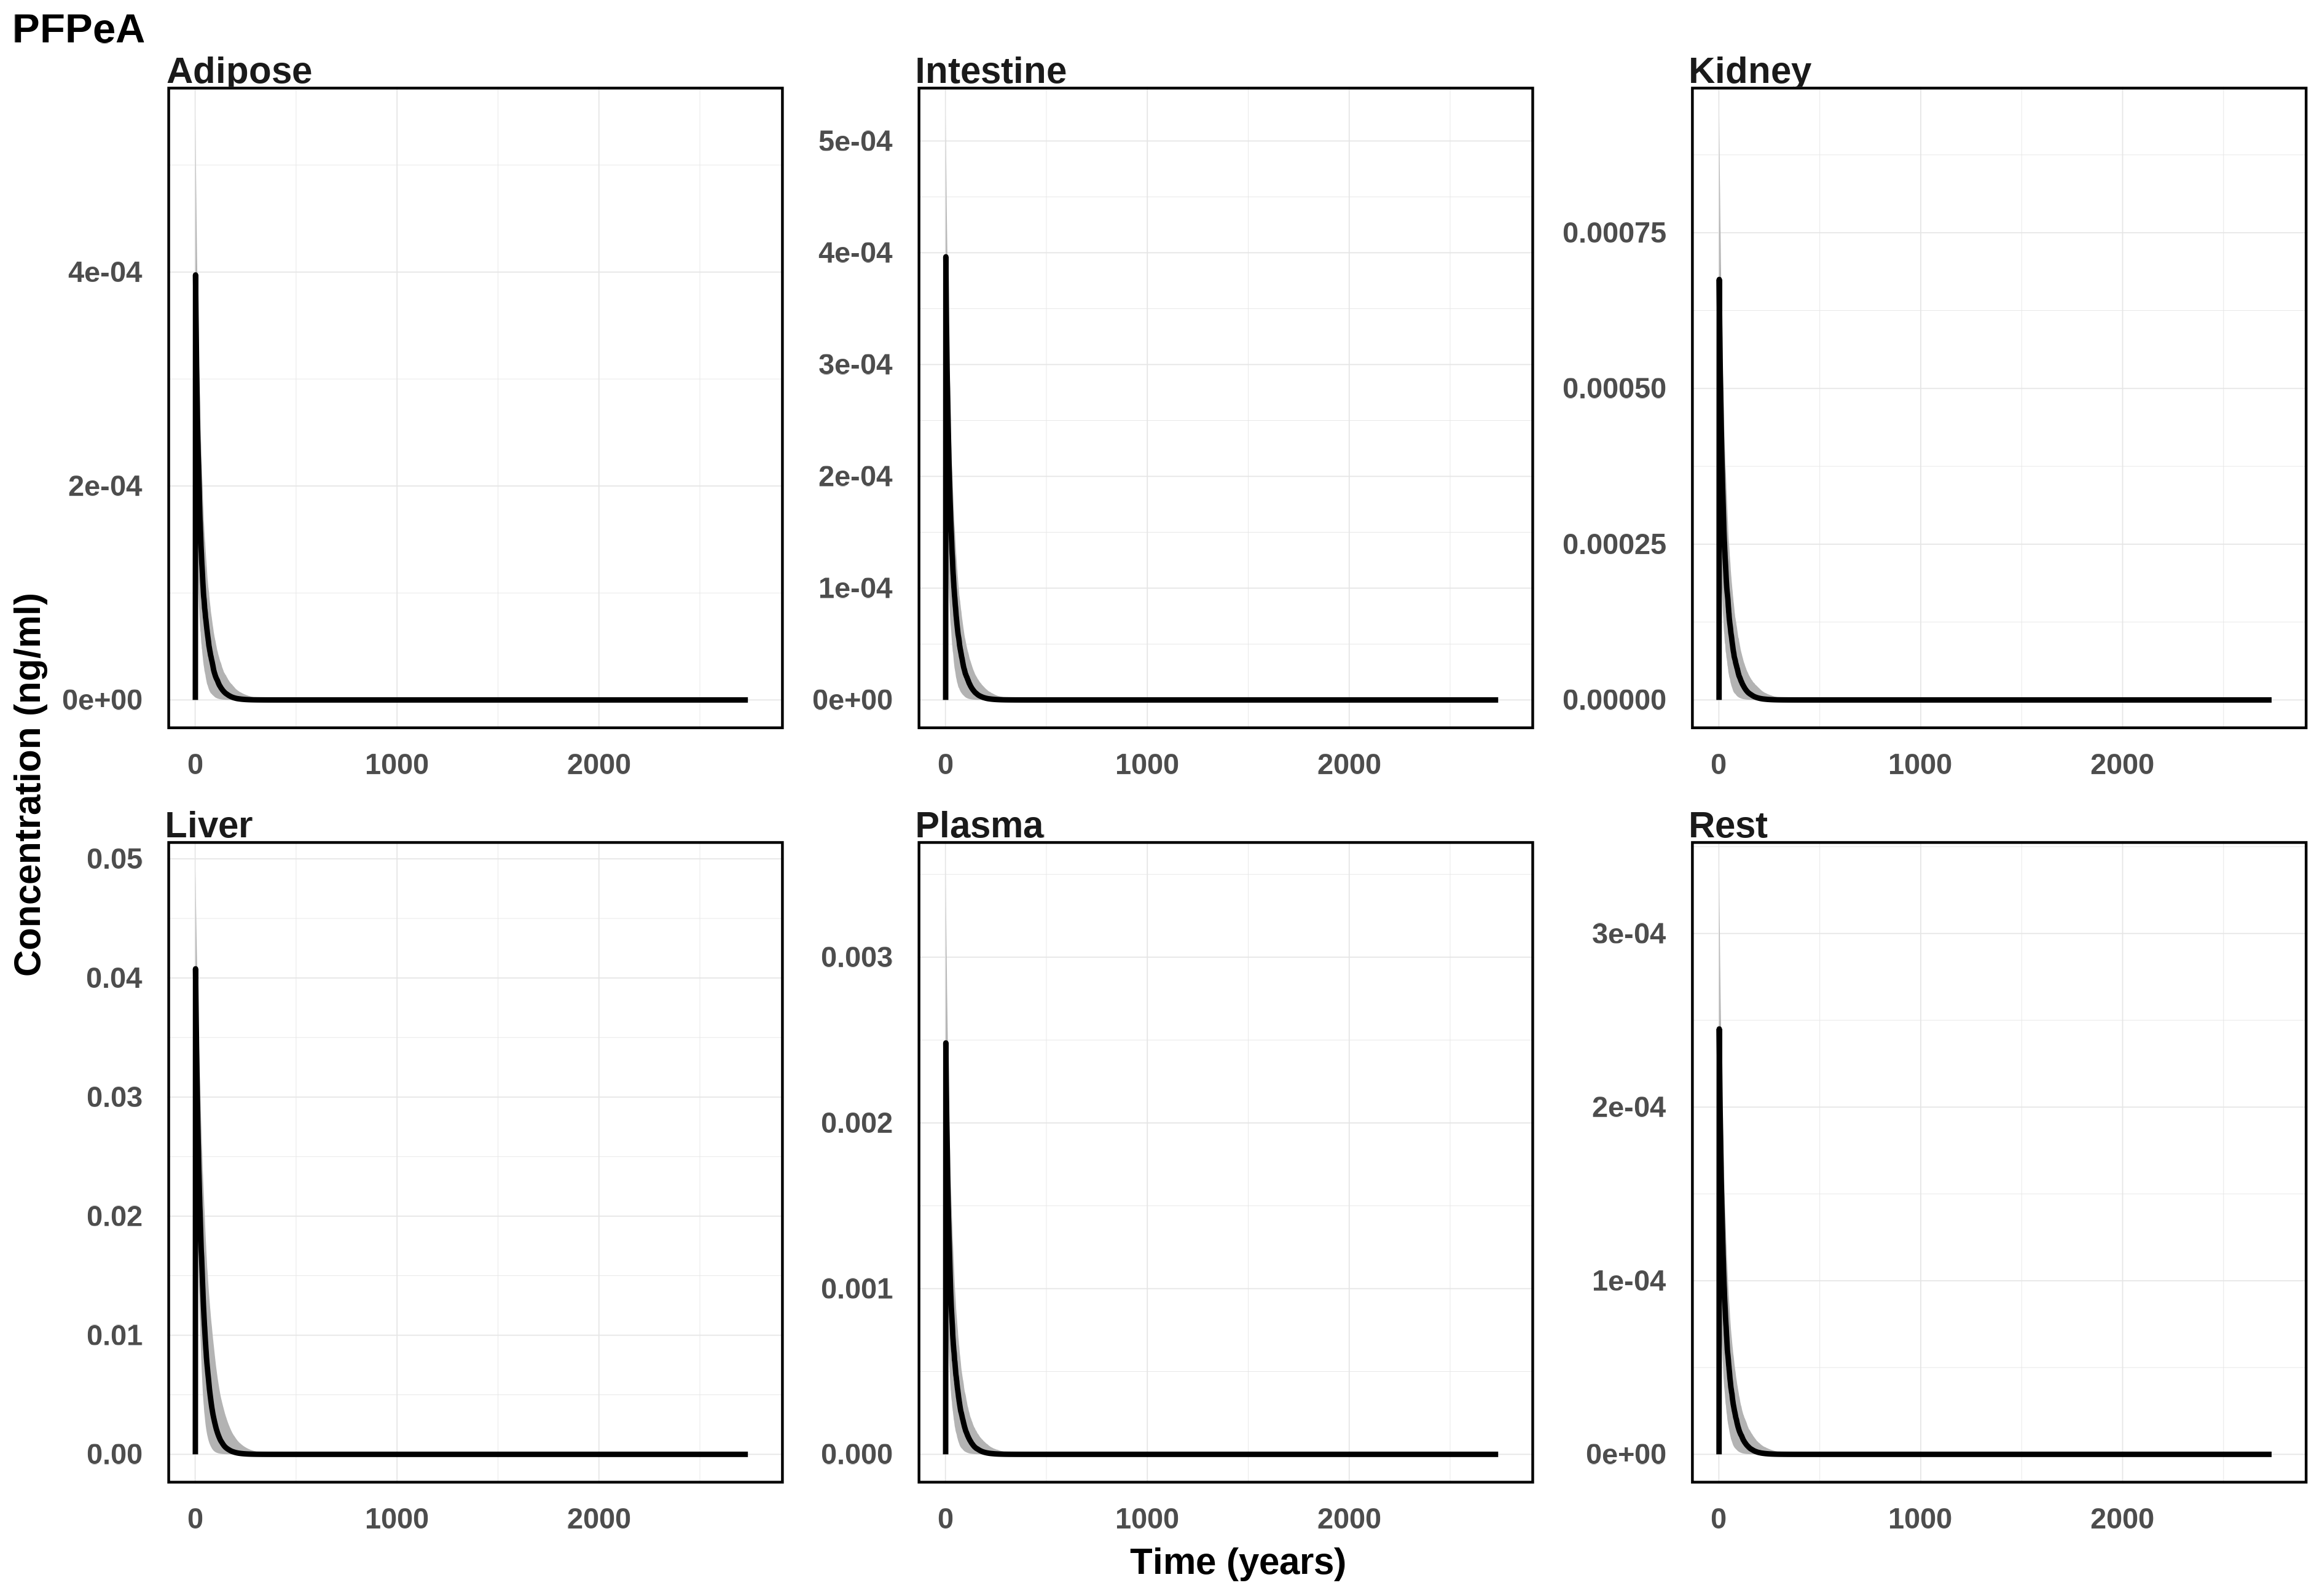 PFPeA
Adipose
Intestine
Kidney
4e-04
2e-04
0e+00
5e-04
4e-04
3e-04
2e-04
1e-04
0e+00
0.00075
0.00050
0.00025
0.00000
0 1000 2000
0 1000 2000
0 1000 2000
Concentration (ng/ml)
Liver
Plasma
Rest
0.05
0.04
0.03
0.02
0.01
0.00
0.003
0.002
0.001
0.000
3e-04
2e-04
1e-04
0e+00
0 1000 2000
0 1000 2000
0 1000 2000
Time (years)